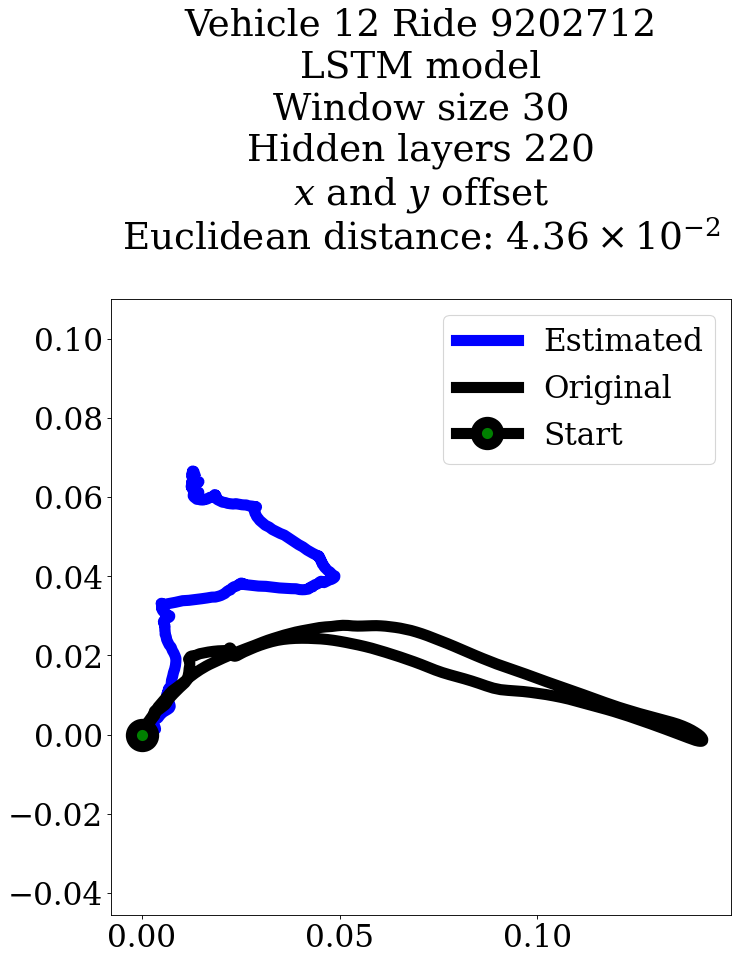 Vehicle 12 Ride 9202712
LSTM model
Window size 30
Hidden layers 220
x and y offset
Euclidean distance: 4.36 × 10⁻²
Estimated
Original
Start
0.10
0.08
0.06
0.04
0.02
0.00
−0.02
−0.04
0.00 0.05 0.10